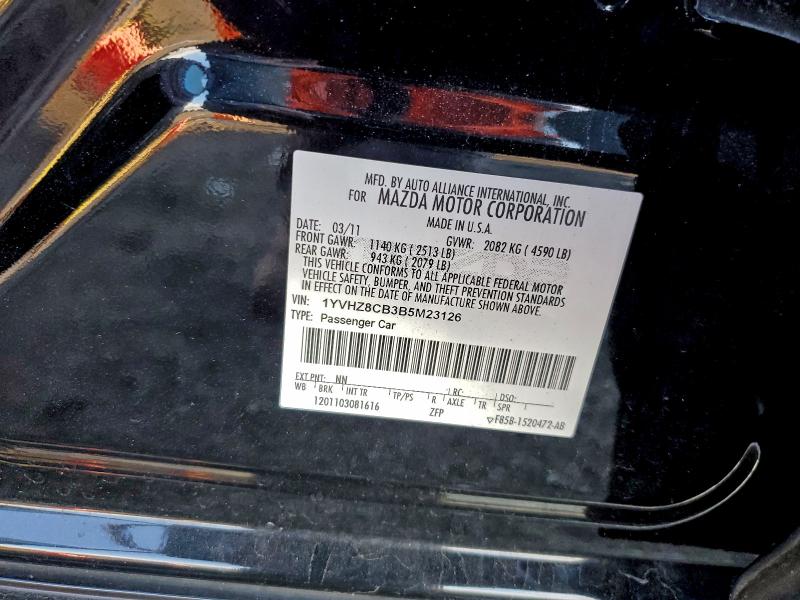 MFD. BY AUTO ALLIANCE INTERNATIONAL, INC.
FOR MAZDA MOTOR CORPORATION
MADE IN U.S.A.
DATE: 03/11 GVWR: 2082 KG ( 4590 LB)
FRONT GAWR: 1140 KG ( 2513 LB)
REAR GAWR: 943 KG ( 2079 LB)
THIS VEHICLE CONFORMS TO ALL APPLICABLE FEDERAL MOTOR
VEHICLE SAFETY, BUMPER, AND THEFT PREVENTION STANDARDS
IN EFFECT ON THE DATE OF MANUFACTURE SHOWN ABOVE.
VIN: 1YVHZ8CB3B5M23126
TYPE: Passenger Car
EXT PNT: NN RC: DSO:
WB BRK INT TR TP/PS R AXLE TR SPR
1201103081616 ZFP F85B-1520472-AB